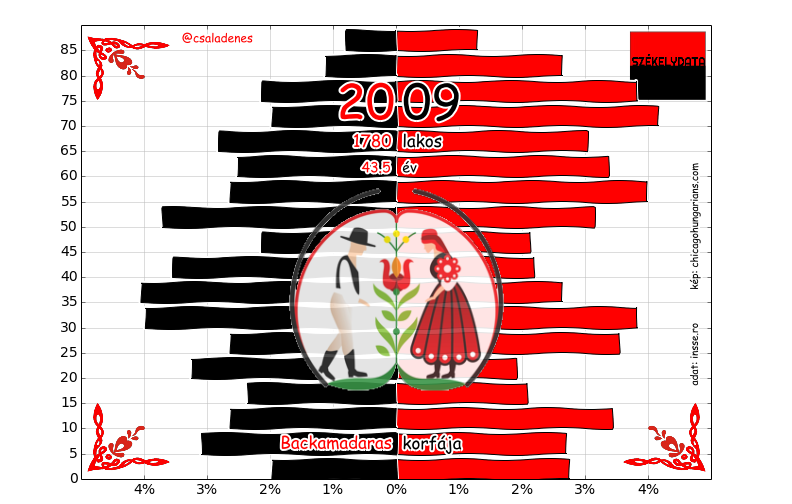 @csaladenes
SZÉKELYDATA
2009
1780 lakos
43.5 év
kép: chicagohungarians.com
adat: insse.ro
Backamadaras korfája
85
80
75
70
65
60
55
50
45
40
35
30
25
20
15
10
5
0
4% 3% 2% 1% 0% 1% 2% 3% 4%